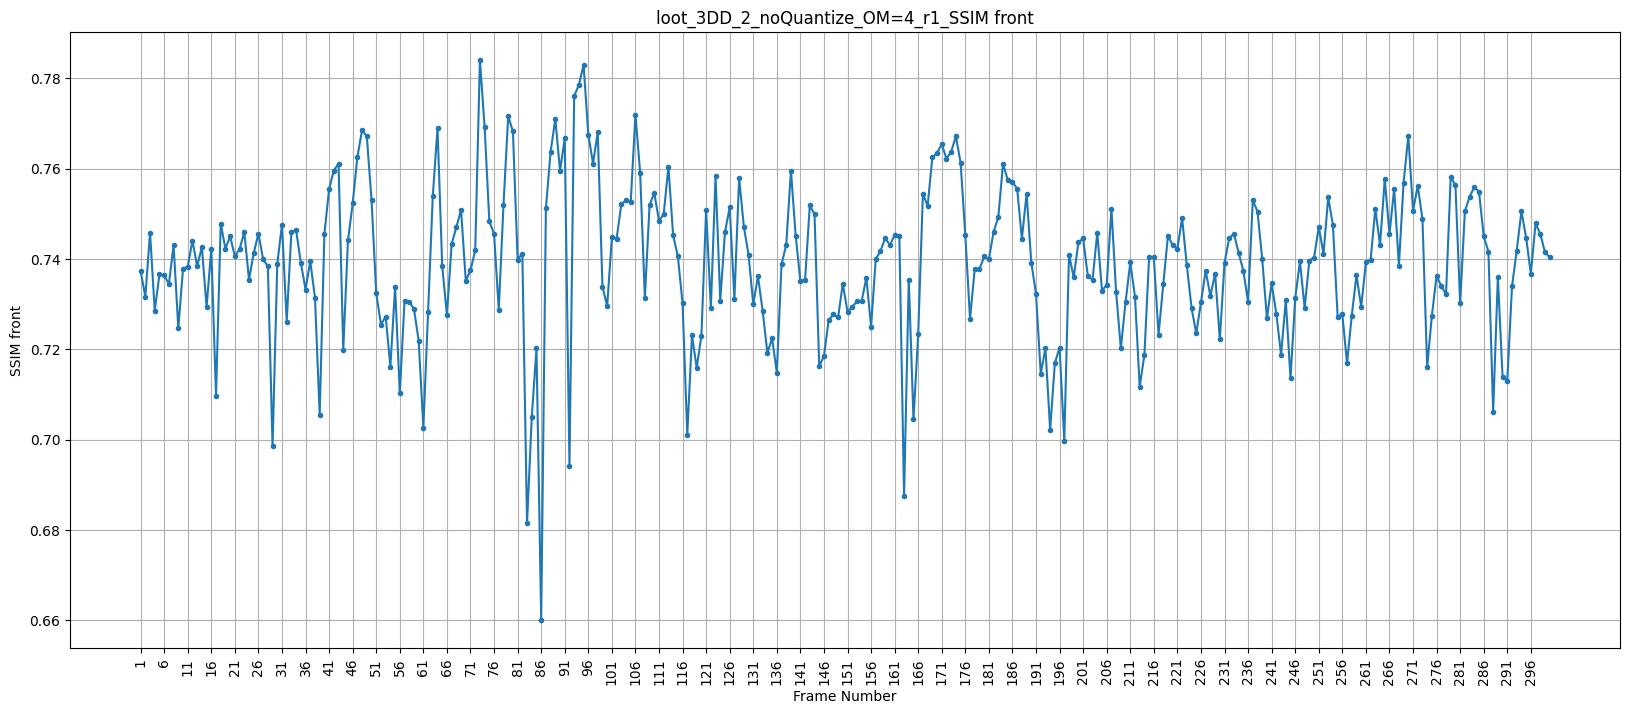 loot_3DD_2_noQuantize_OM=4_r1_SSIM front
SSIM front
0.78
0.76
0.74
0.72
0.70
0.68
0.66
1 6 11 16 21 26 31 36 41 46 51 56 61 66 71 76 81 86 91 96 101 106 111 116 121 126 131 136 141 146 151 156 161 166 171 176 181 186 191 196 201 206 211 216 221 226 231 236 241 246 251 256 261 266 271 276 281 286 291 296
Frame Number